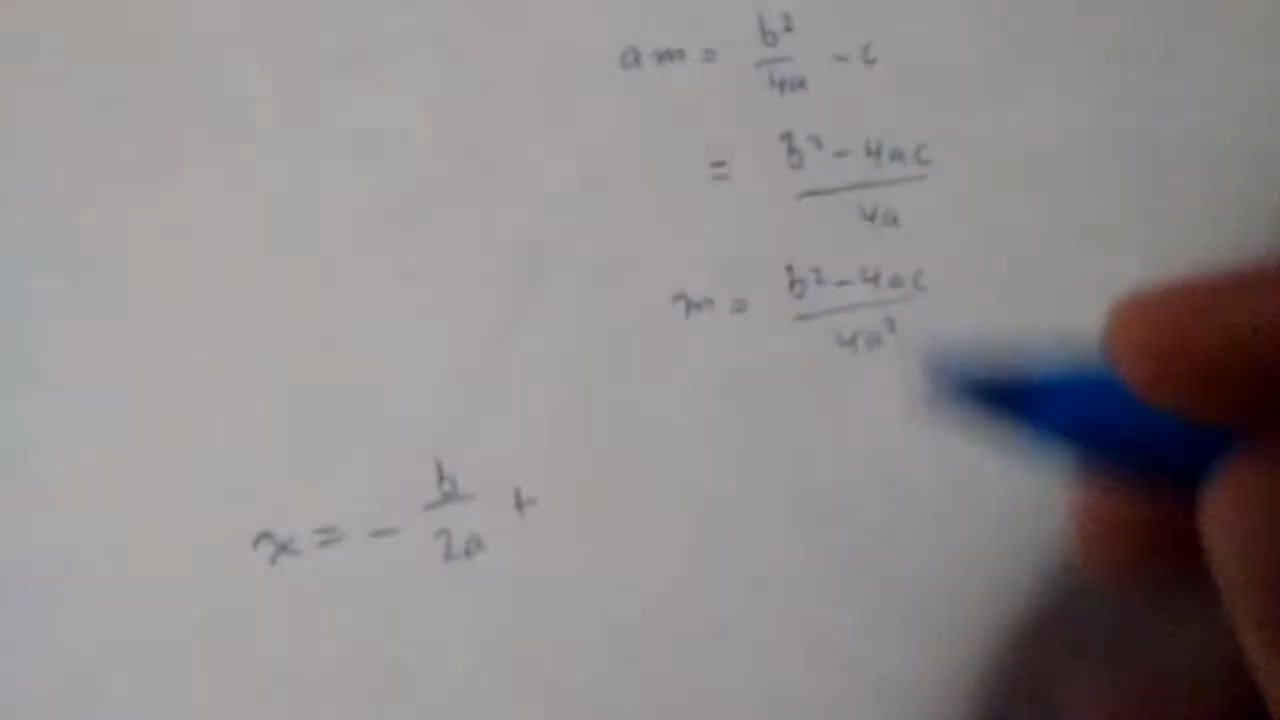 am = b²/4a - c
= b² - 4ac/4a
m = b² - 4ac/4a²
x = - b/2a +